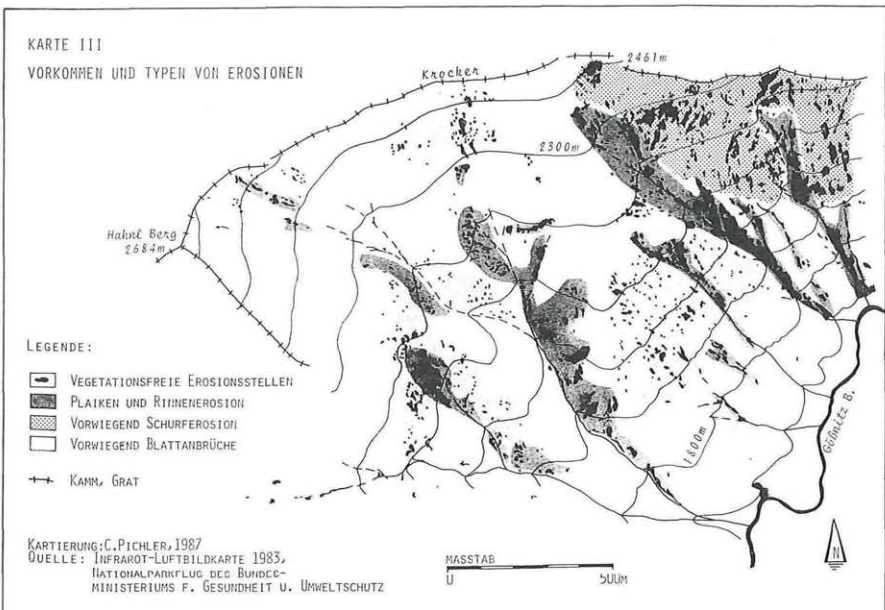 KARTE III
VORKOMMEN UND TYPEN VON EROSIONEN
Krocker
2461m
2300m
Hahnl Berg
2684m
LEGENDE:
VEGETATIONSFREIE EROSIONSSTELLEN
PLAIKEN UND RINNENEROSION
VORWIEGEND SCHURFEROSION
VORWIEGEND BLATTANBRÜCHE
KAMM, GRAT
1800m
Gößnitz B.
KARTIERUNG: C.PICHLER, 1987
QUELLE: INFRAROT-LUFTBILDKARTE 1983,
NATIONALPARKFLUG DES BUNDES-
MINISTERIUMS F. GESUNDHEIT U. UMWELTSCHUTZ
MASSTAB
0 500M
N